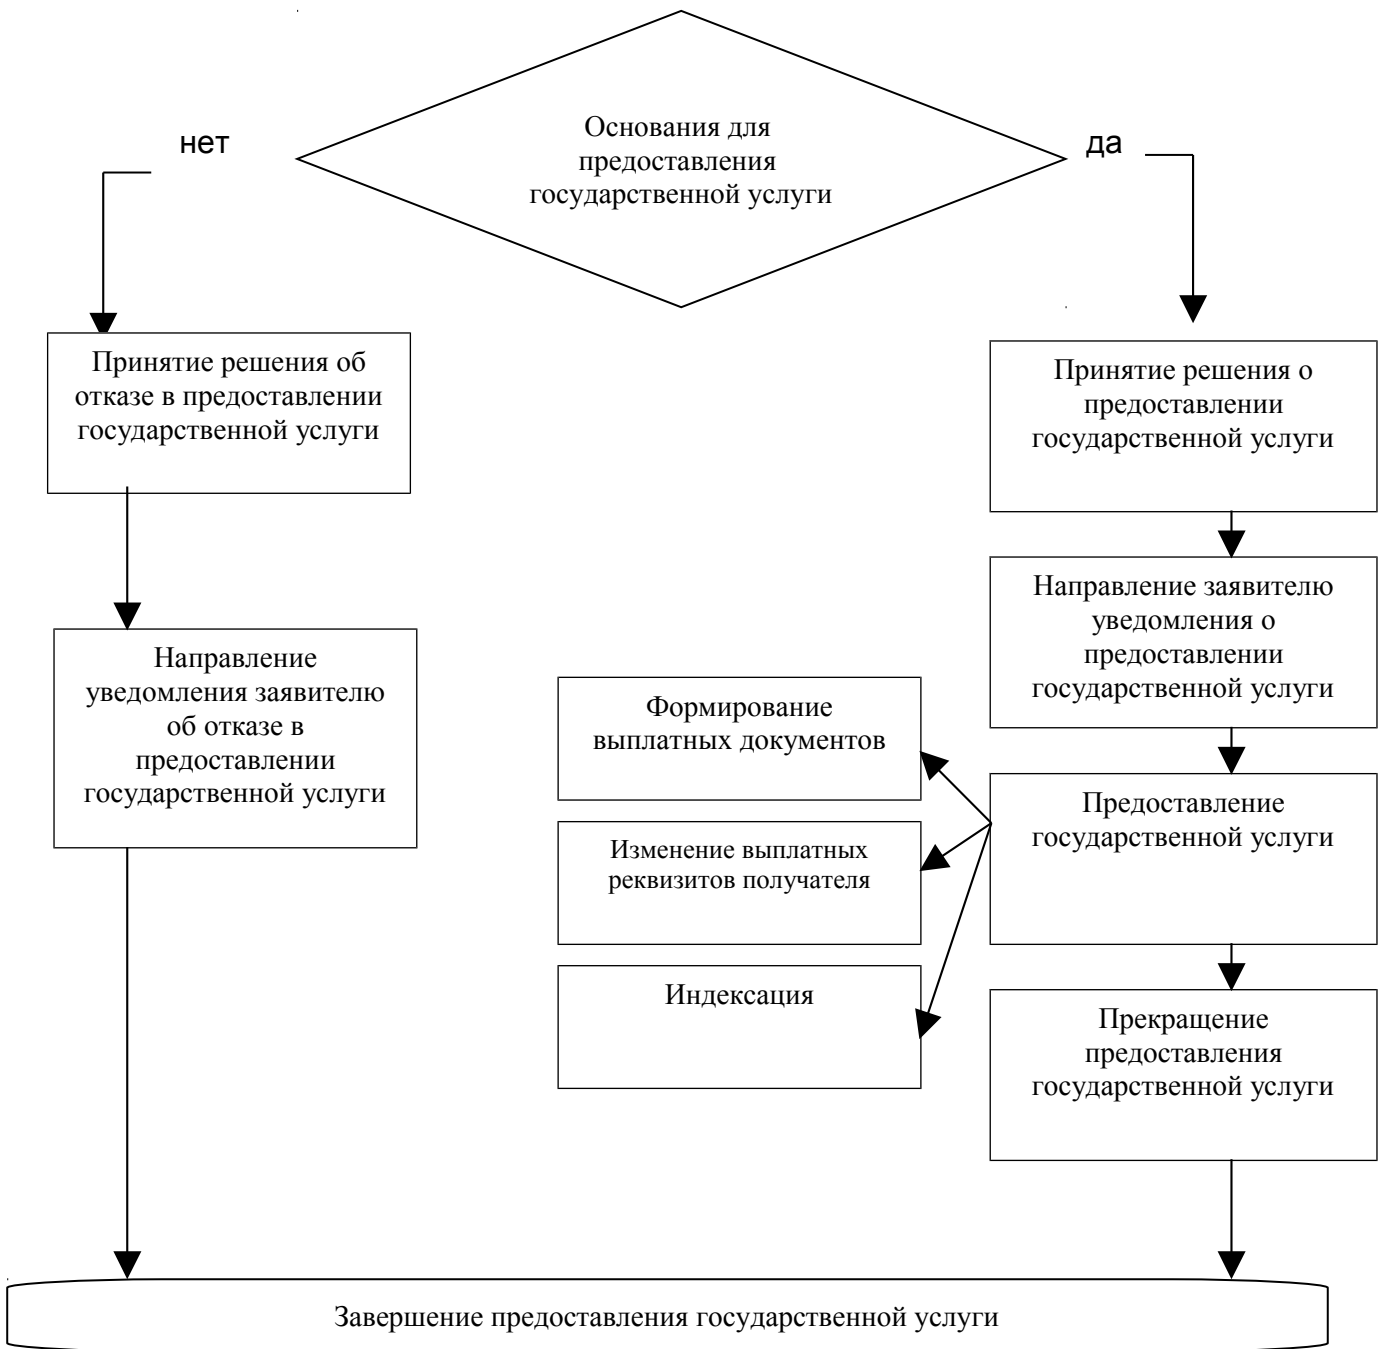 Основания для
предоставления
государственной услуги
нет
да
Принятие решения об
отказе в предоставлении
государственной услуги
Принятие решения о
предоставлении
государственной услуги
Направление заявителю
уведомления о
предоставлении
государственной услуги
Направление
уведомления заявителю
об отказе в
предоставлении
государственной услуги
Формирование
выплатных документов
Предоставление
государственной услуги
Изменение выплатных
реквизитов получателя
Индексация
Прекращение
предоставления
государственной услуги
Завершение предоставления государственной услуги